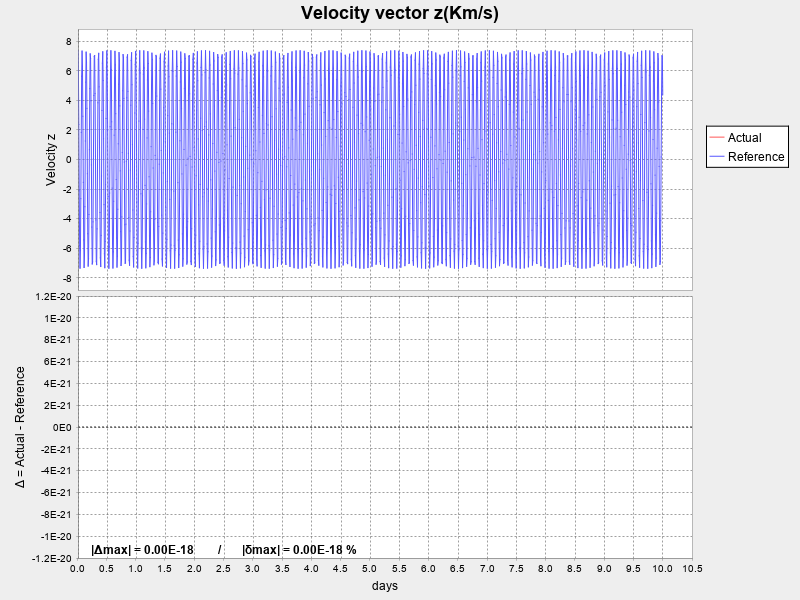 Velocity vector z(Km/s)
8
6
4
2
0
-2
-4
-6
-8
Velocity z
Actual
Reference
1.2E-20
1E-20
8E-21
6E-21
4E-21
2E-21
0E0
-2E-21
-4E-21
-6E-21
-8E-21
-1E-20
-1.2E-20
Δ = Actual - Reference
|Δmax| = 0.00E-18 / |δmax| = 0.00E-18 %
0.0 0.5 1.0 1.5 2.0 2.5 3.0 3.5 4.0 4.5 5.0 5.5 6.0 6.5 7.0 7.5 8.0 8.5 9.0 9.5 10.0 10.5
days